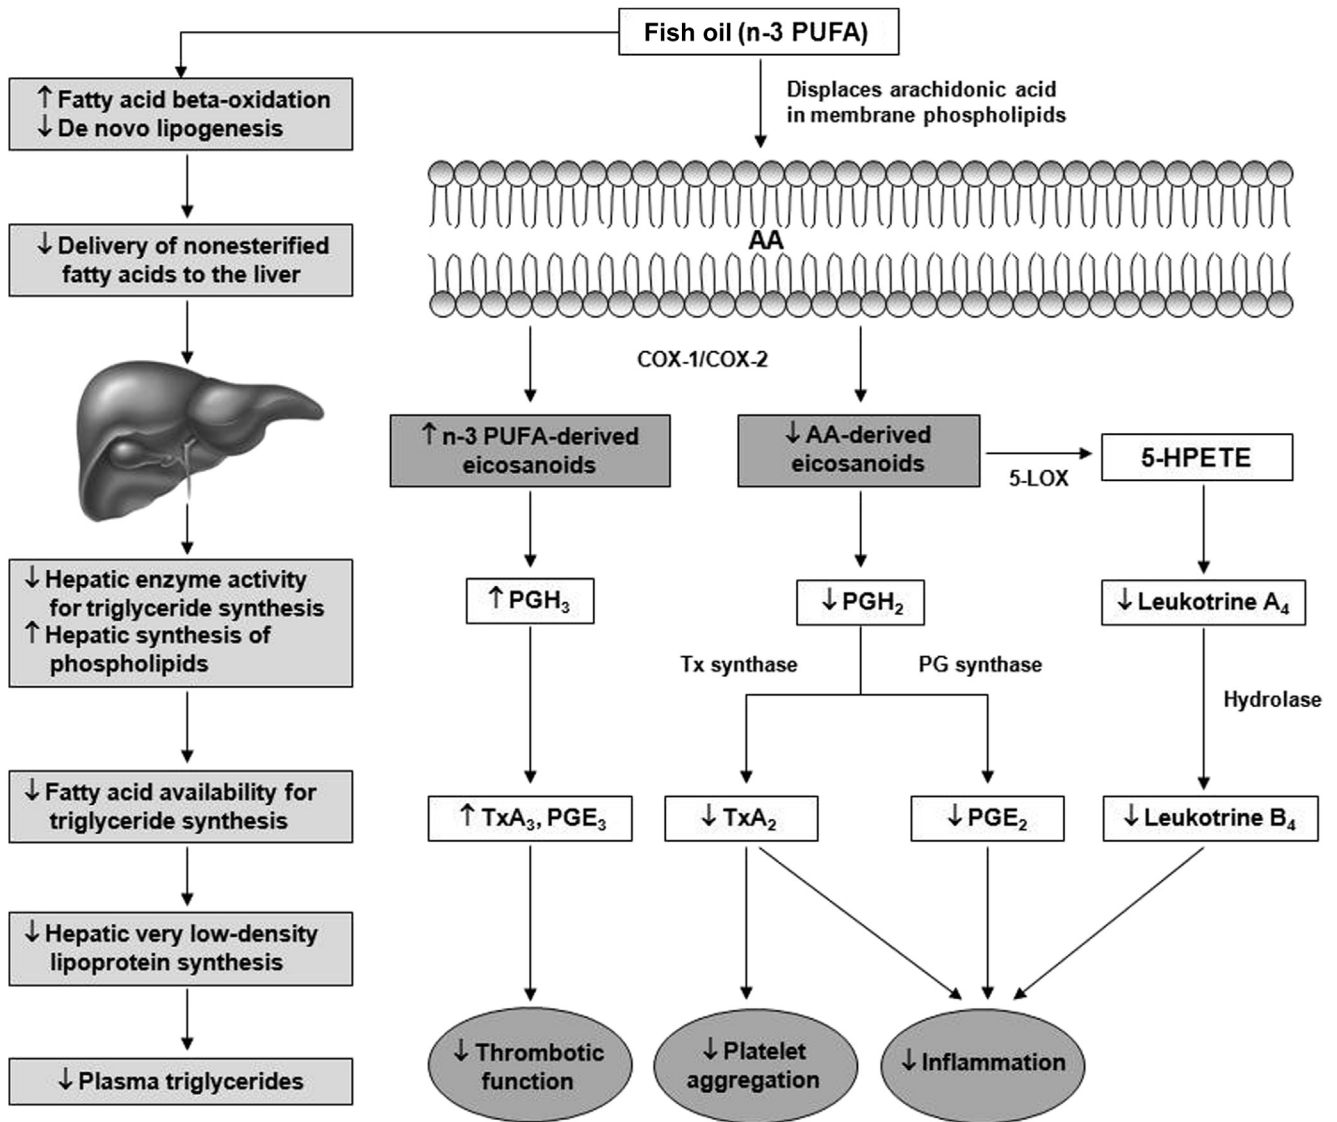 Fish oil (n-3 PUFA)
Displaces arachidonic acid
in membrane phospholipids
↑ Fatty acid beta-oxidation
↓ De novo lipogenesis
↓ Delivery of nonesterified
fatty acids to the liver
↓ Hepatic enzyme activity
for triglyceride synthesis
↑ Hepatic synthesis of
phospholipids
↓ Fatty acid availability for
triglyceride synthesis
↓ Hepatic very low-density
lipoprotein synthesis
↓ Plasma triglycerides
AA
COX-1/COX-2
↑ n-3 PUFA-derived
eicosanoids
↓ AA-derived
eicosanoids
5-LOX
5-HPETE
↑ PGH₃
↓ PGH₂
↓ Leukotrine A₄
Tx synthase
PG synthase
Hydrolase
↑ TxA₃, PGE₃
↓ TxA₂
↓ PGE₂
↓ Leukotrine B₄
↓ Thrombotic
function
↓ Platelet
aggregation
↓ Inflammation